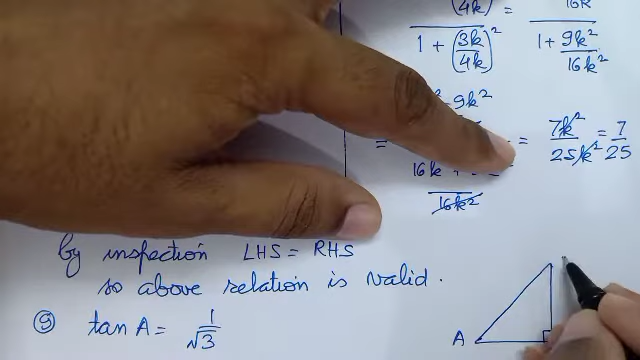 (4k) = 16k
1 + (3k/4k)² 1 + 9k²/16k²
² 9k²
= = 7k²/25k² = 7/25
16k +
16k²
by inspection LHS = RHS
so above relation is valid.
⑨ tan A = 1/√3
A